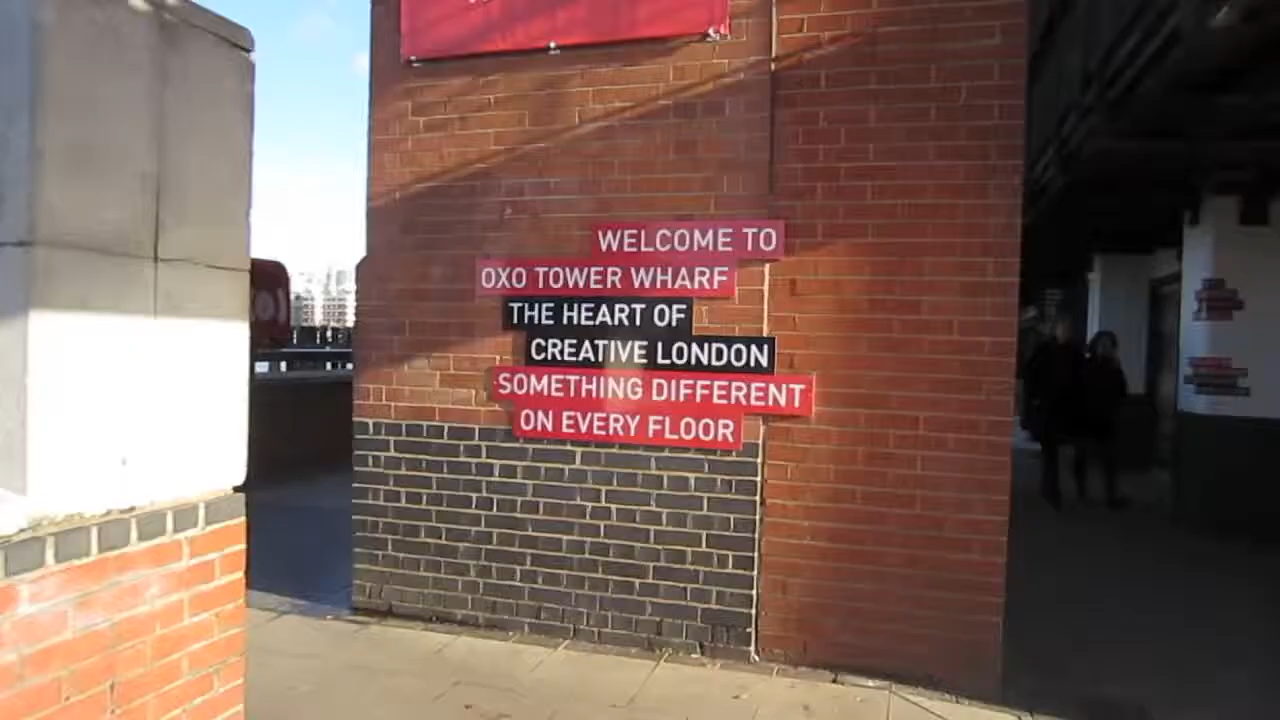 WELCOME TO
OXO TOWER WHARF
THE HEART OF
CREATIVE LONDON
SOMETHING DIFFERENT
ON EVERY FLOOR